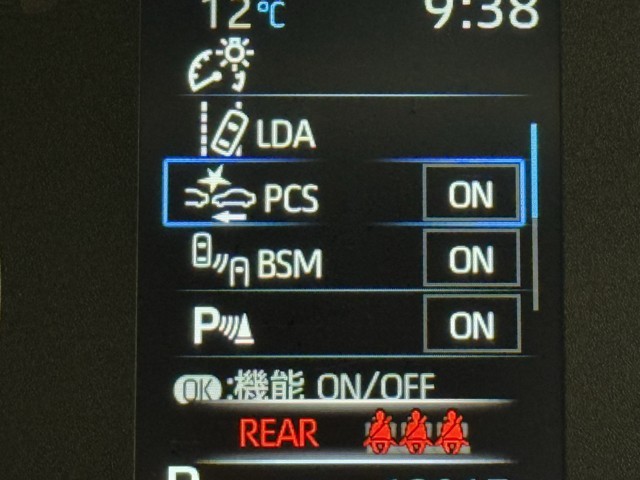 12℃ 9:38
LDA
PCS ON
BSM ON
P ON
OK:機能 ON/OFF
REAR